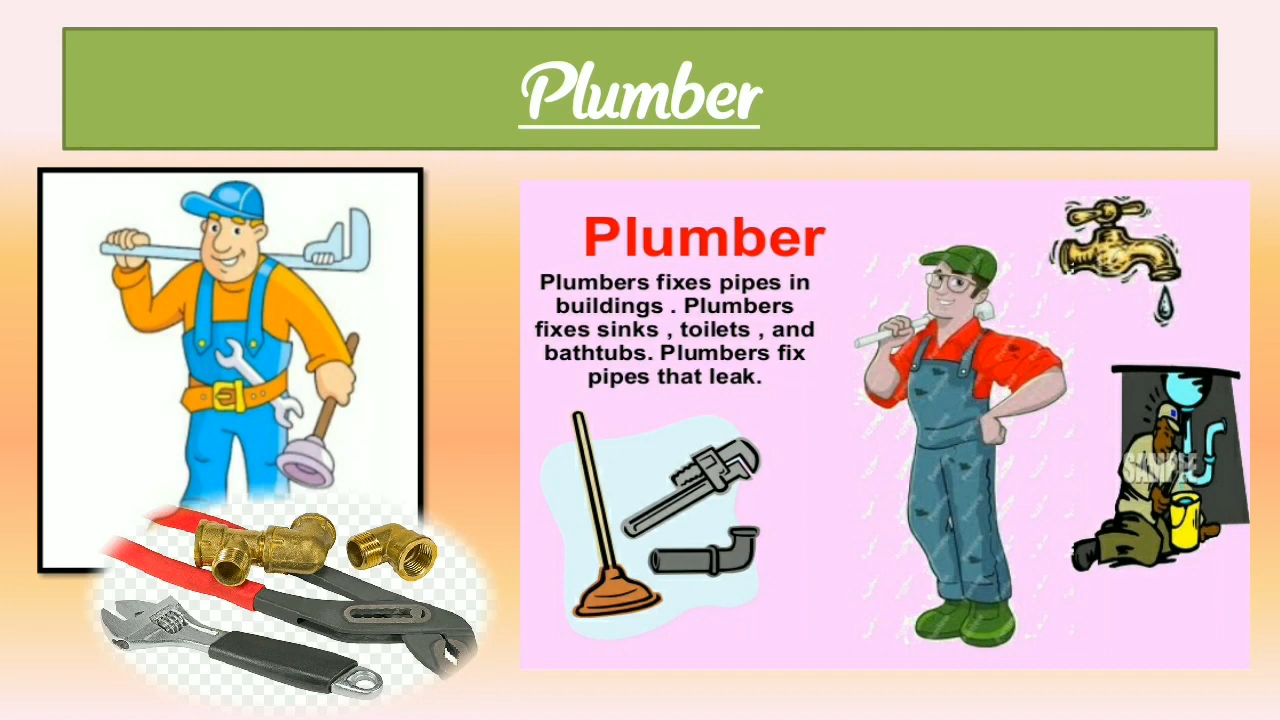 Plumber
Plumber
Plumbers fixes pipes in
buildings . Plumbers
fixes sinks , toilets , and
bathtubs. Plumbers fix
pipes that leak.
SAMPLE